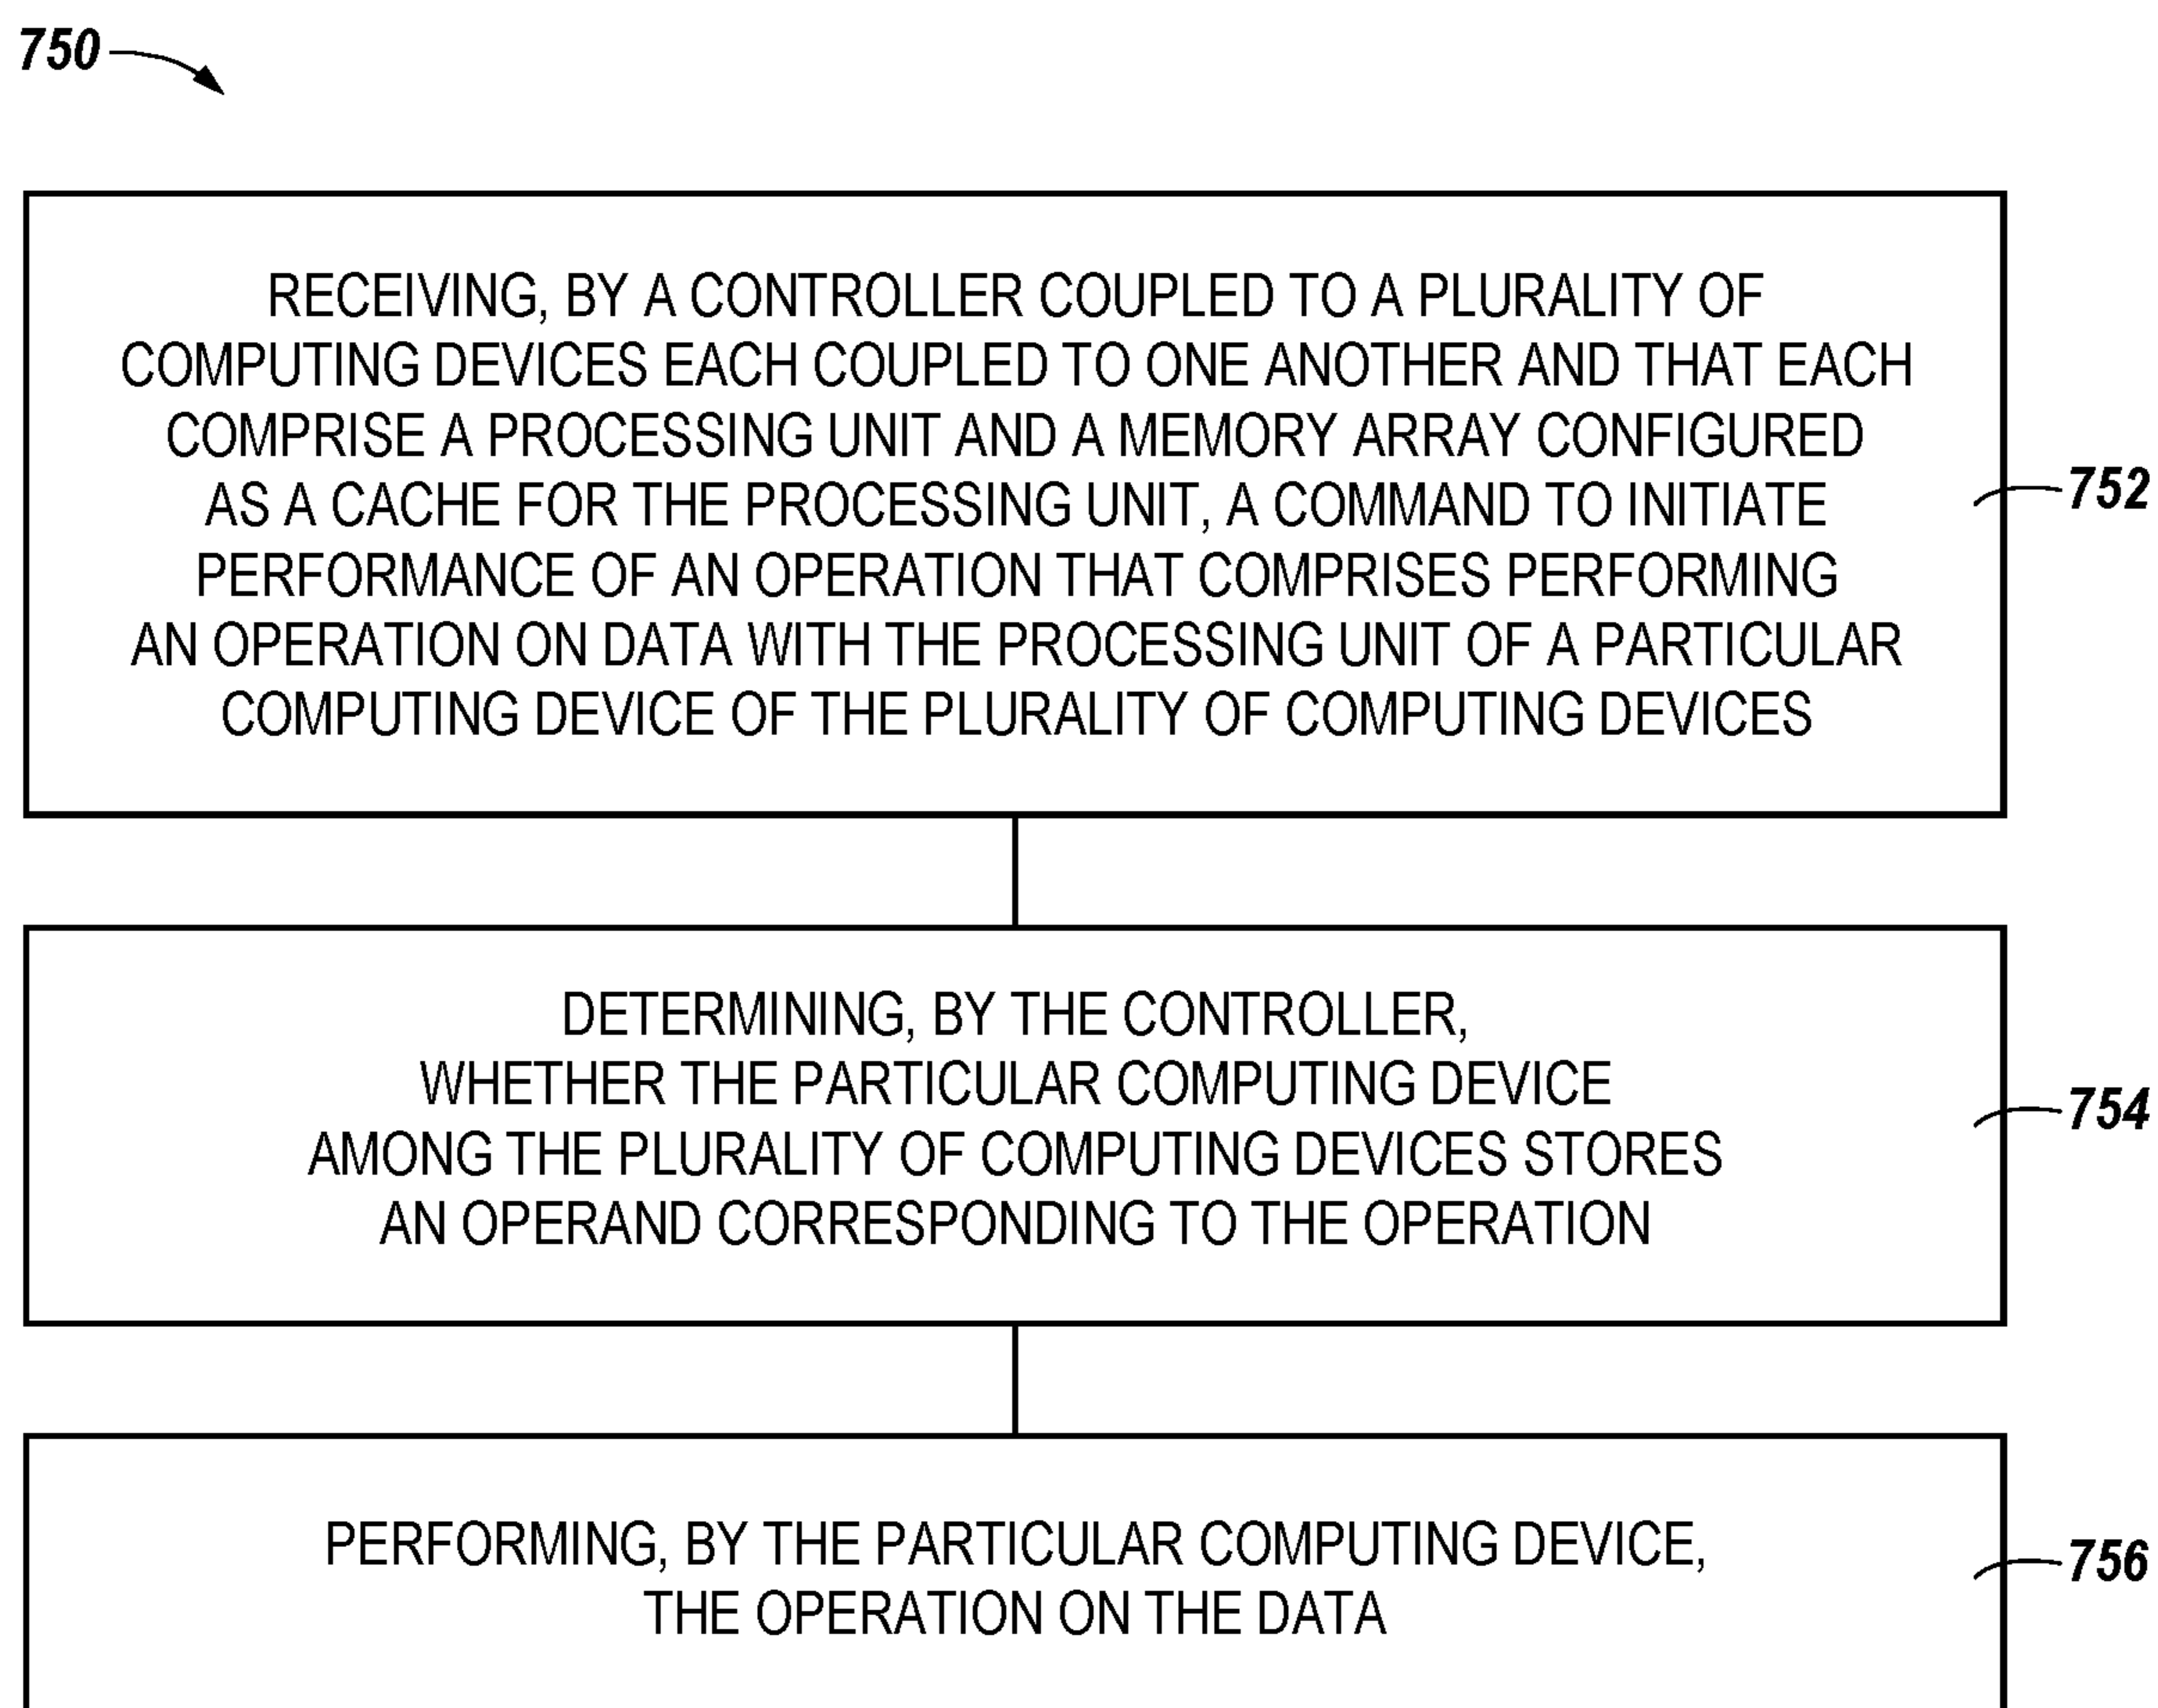 750
RECEIVING, BY A CONTROLLER COUPLED TO A PLURALITY OF
COMPUTING DEVICES EACH COUPLED TO ONE ANOTHER AND THAT EACH
COMPRISE A PROCESSING UNIT AND A MEMORY ARRAY CONFIGURED
AS A CACHE FOR THE PROCESSING UNIT, A COMMAND TO INITIATE
PERFORMANCE OF AN OPERATION THAT COMPRISES PERFORMING
AN OPERATION ON DATA WITH THE PROCESSING UNIT OF A PARTICULAR
COMPUTING DEVICE OF THE PLURALITY OF COMPUTING DEVICES
752
DETERMINING, BY THE CONTROLLER,
WHETHER THE PARTICULAR COMPUTING DEVICE
AMONG THE PLURALITY OF COMPUTING DEVICES STORES
AN OPERAND CORRESPONDING TO THE OPERATION
754
PERFORMING, BY THE PARTICULAR COMPUTING DEVICE,
THE OPERATION ON THE DATA
756